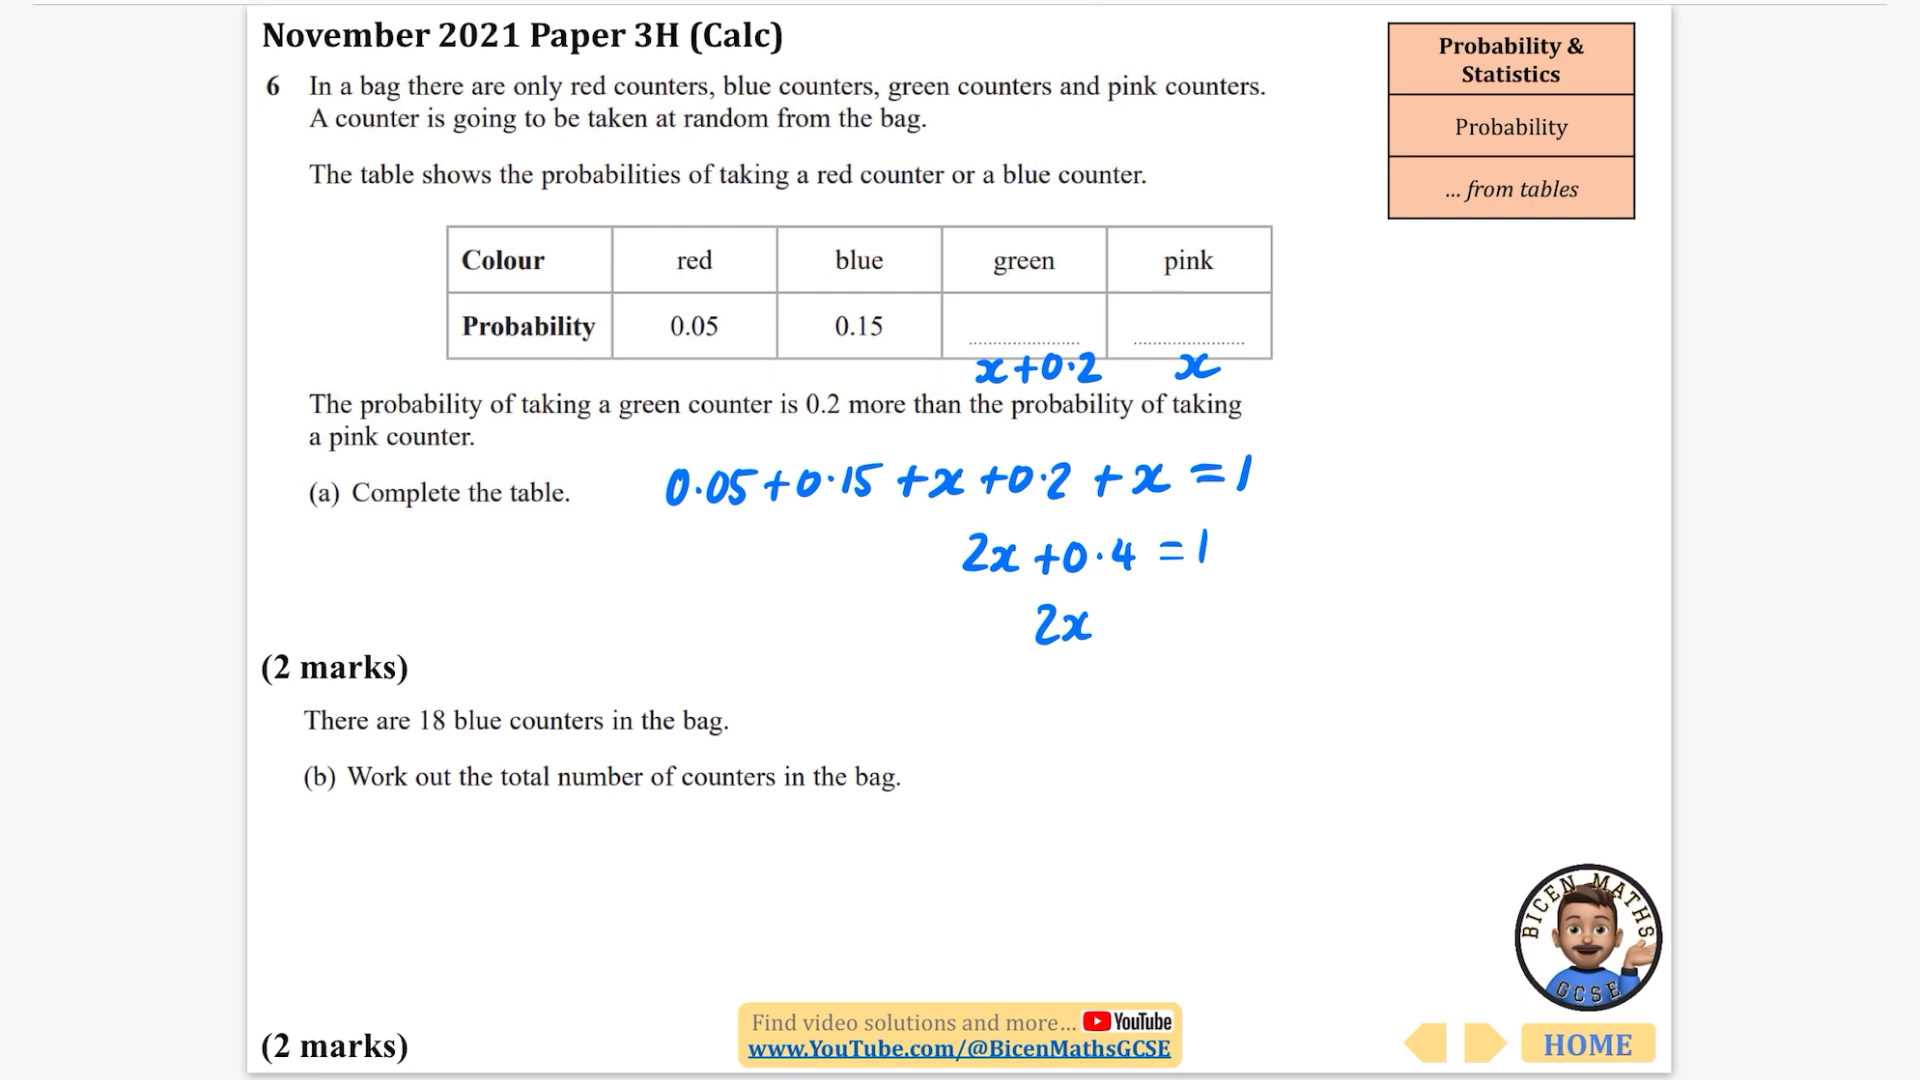 November 2021 Paper 3H (Calc)
Probability &
Statistics
Probability
... from tables
6 In a bag there are only red counters, blue counters, green counters and pink counters.
A counter is going to be taken at random from the bag.
The table shows the probabilities of taking a red counter or a blue counter.
Colour red blue green pink
Probability 0.05 0.15 ........................ ........................
x+0.2 x
The probability of taking a green counter is 0.2 more than the probability of taking
a pink counter.
(a) Complete the table.
0.05+0.15+x+0.2+x=1
2x+0.4=1
2x
(2 marks)
There are 18 blue counters in the bag.
(b) Work out the total number of counters in the bag.
(2 marks)
BICEN MATHS
GCSE
Find video solutions and more... YouTube
www.YouTube.com/@BicenMathsGCSE
HOME